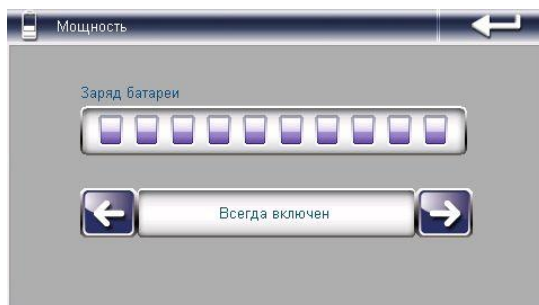 Мощность
Заряд батареи
Всегда включен